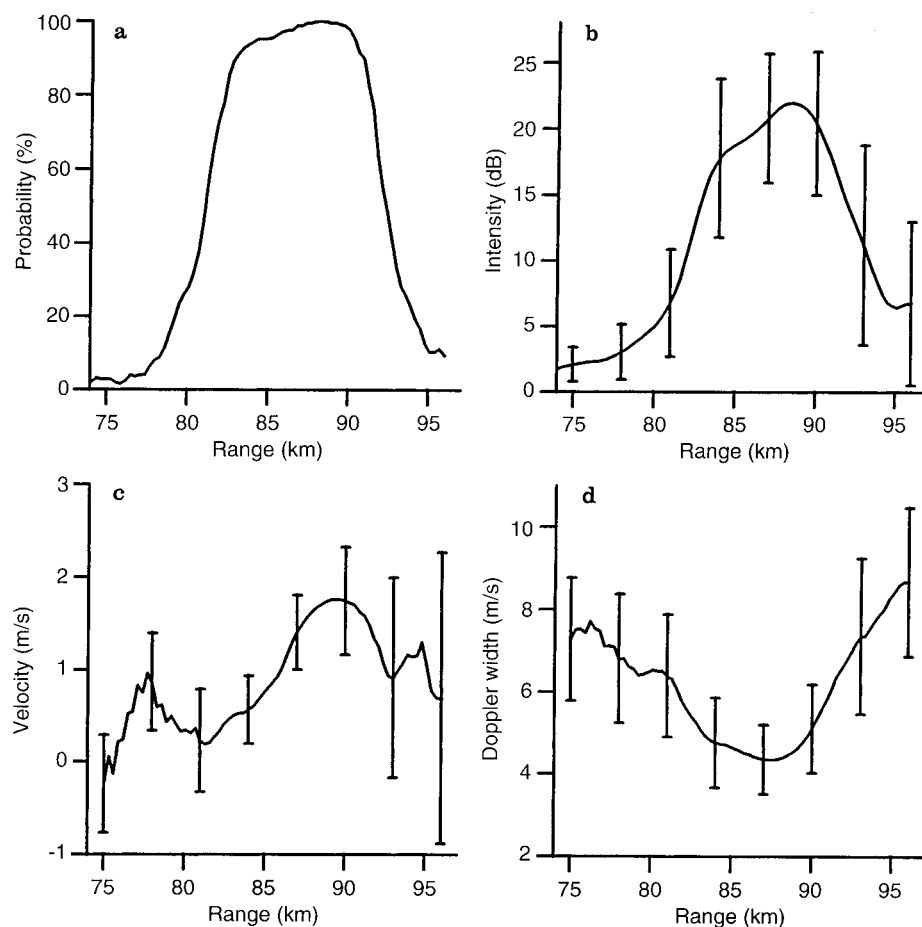 a
Probability (%)
100
80
60
40
20
0
75 80 85 90 95
Range (km)
b
Intensity (dB)
25
20
15
10
5
0
75 80 85 90 95
Range (km)
c
Velocity (m/s)
3
2
1
0
-1
75 80 85 90 95
Range (km)
d
Doppler width (m/s)
10
8
6
4
2
75 80 85 90 95
Range (km)